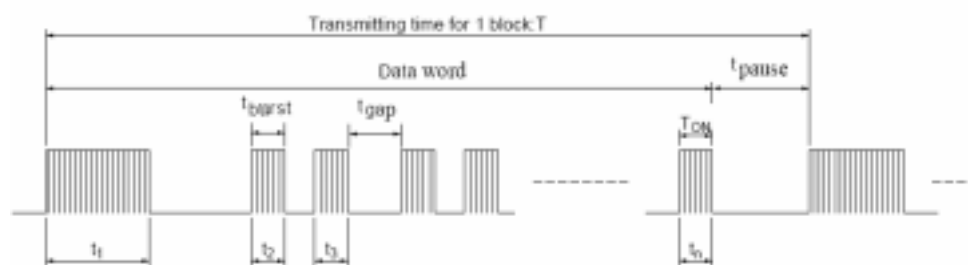 Transmitting time for 1 block:T
Data word
tpause
tburst
tgap
TON
t1
t2
t3
tn